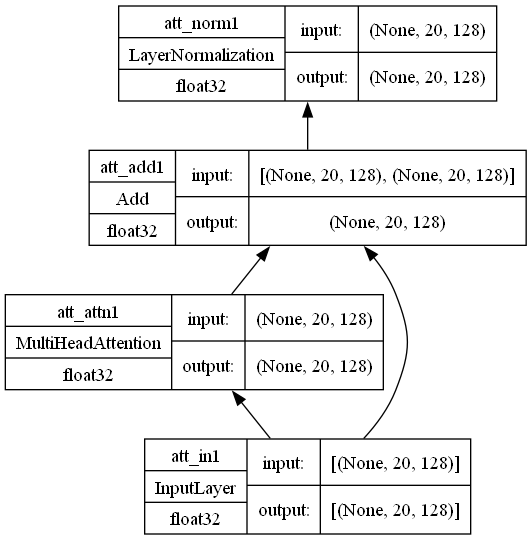 att_norm1
LayerNormalization
float32
input:
(None, 20, 128)
output:
(None, 20, 128)
att_add1
Add
float32
input:
[(None, 20, 128), (None, 20, 128)]
output:
(None, 20, 128)
att_attn1
MultiHeadAttention
float32
input:
(None, 20, 128)
output:
(None, 20, 128)
att_in1
InputLayer
float32
input:
[(None, 20, 128)]
output:
[(None, 20, 128)]